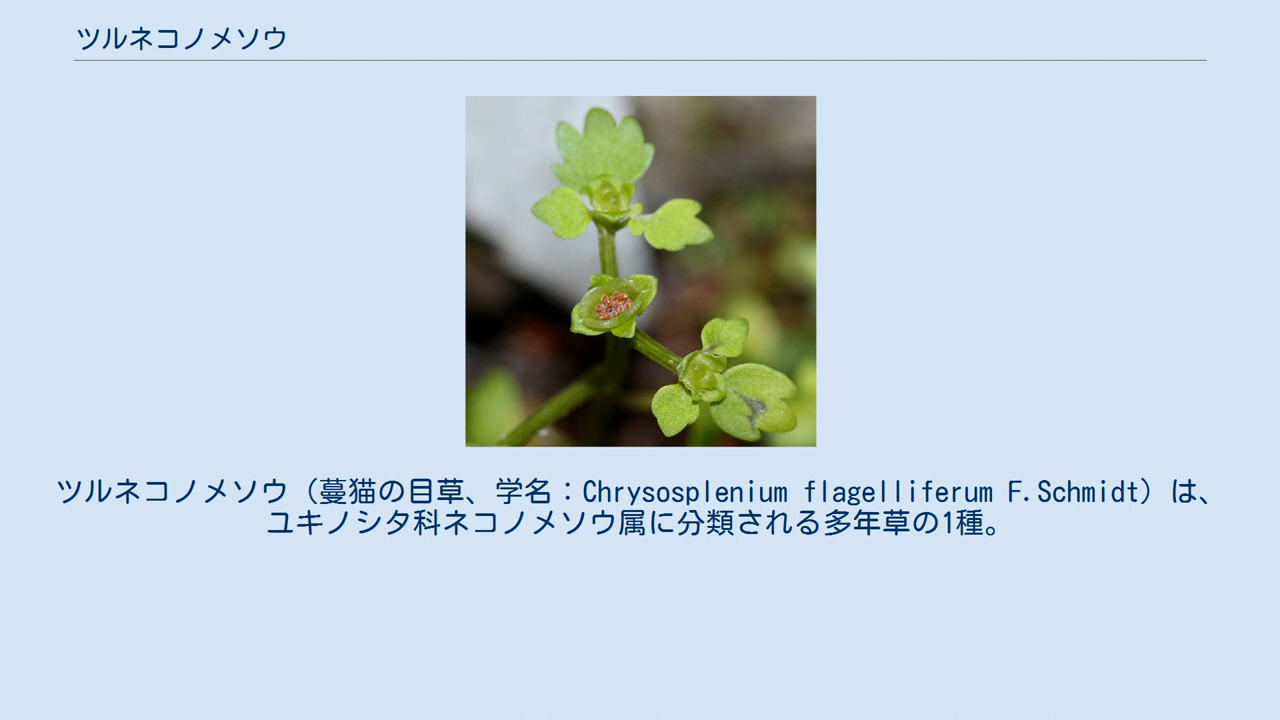 ツルネコノメソウ
ツルネコノメソウ（蔓猫の目草、学名：Chrysosplenium flagelliferum F.Schmidt）は、
ユキノシタ科ネコノメソウ属に分類される多年草の1種。